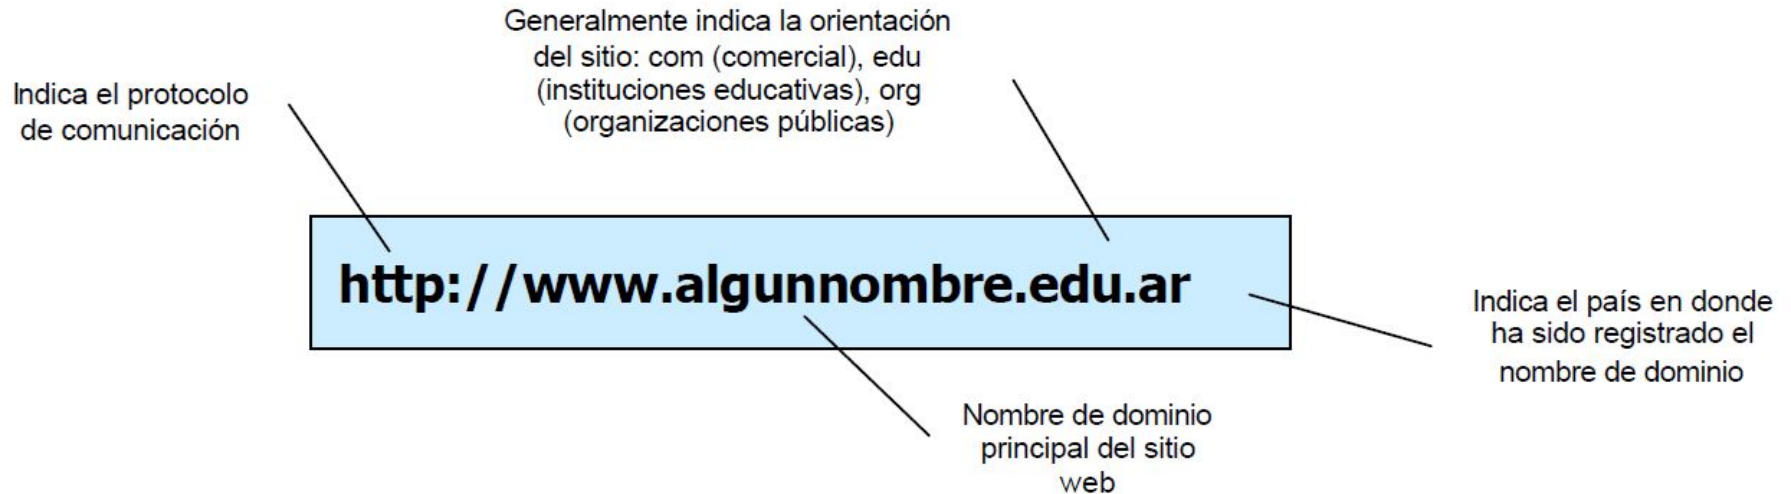 Generalmente indica la orientación
del sitio: com (comercial), edu
(instituciones educativas), org
(organizaciones públicas)
Indica el protocolo
de comunicación
http://www.algunnombre.edu.ar
Indica el país en donde
ha sido registrado el
nombre de dominio
Nombre de dominio
principal del sitio
web